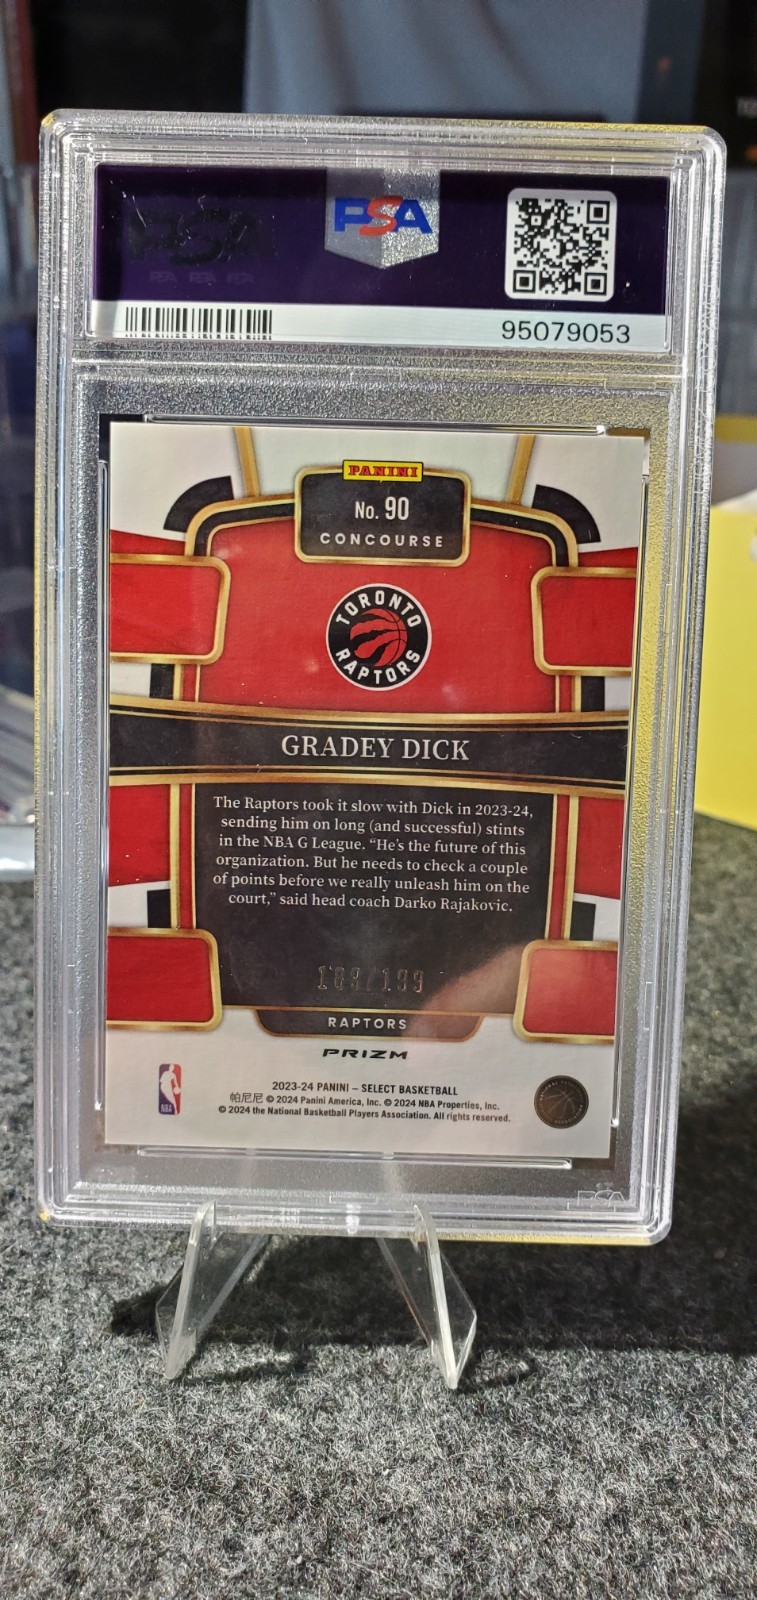 PSA
95079053
PANINI
No. 90
CONCOURSE
TORONTO
RAPTORS
GRADEY DICK
The Raptors took it slow with Dick in 2023-24,
sending him on long (and successful) stints
in the NBA G League. “He's the future of this
organization. But he needs to check a couple
of points before we really unleash him on the
court,” said head coach Darko Rajakovic.
RAPTORS
PRIZM
NBA
2023-24 PANINI – SELECT BASKETBALL
帕尼尼 © 2024 Panini America, Inc. © 2024 NBA Properties, Inc.
© 2024 the National Basketball Players Association. All rights reserved.
PSA